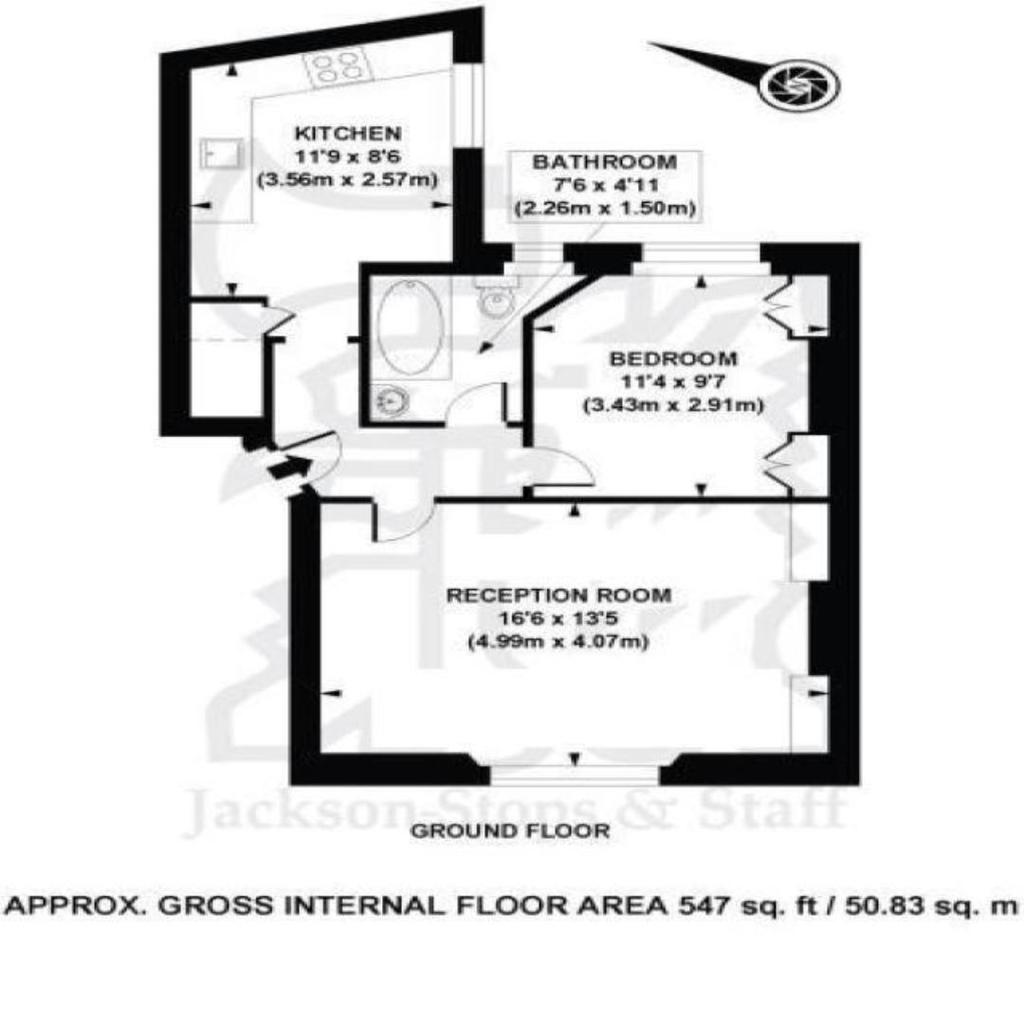 KITCHEN
11'9 x 8'6
(3.56m x 2.57m)
BATHROOM
7'6 x 4'11
(2.26m x 1.50m)
BEDROOM
11'4 x 9'7
(3.43m x 2.91m)
RECEPTION ROOM
16'6 x 13'5
(4.99m x 4.07m)
Jackson-Stops & Staff
GROUND FLOOR
APPROX. GROSS INTERNAL FLOOR AREA 547 sq. ft / 50.83 sq. m